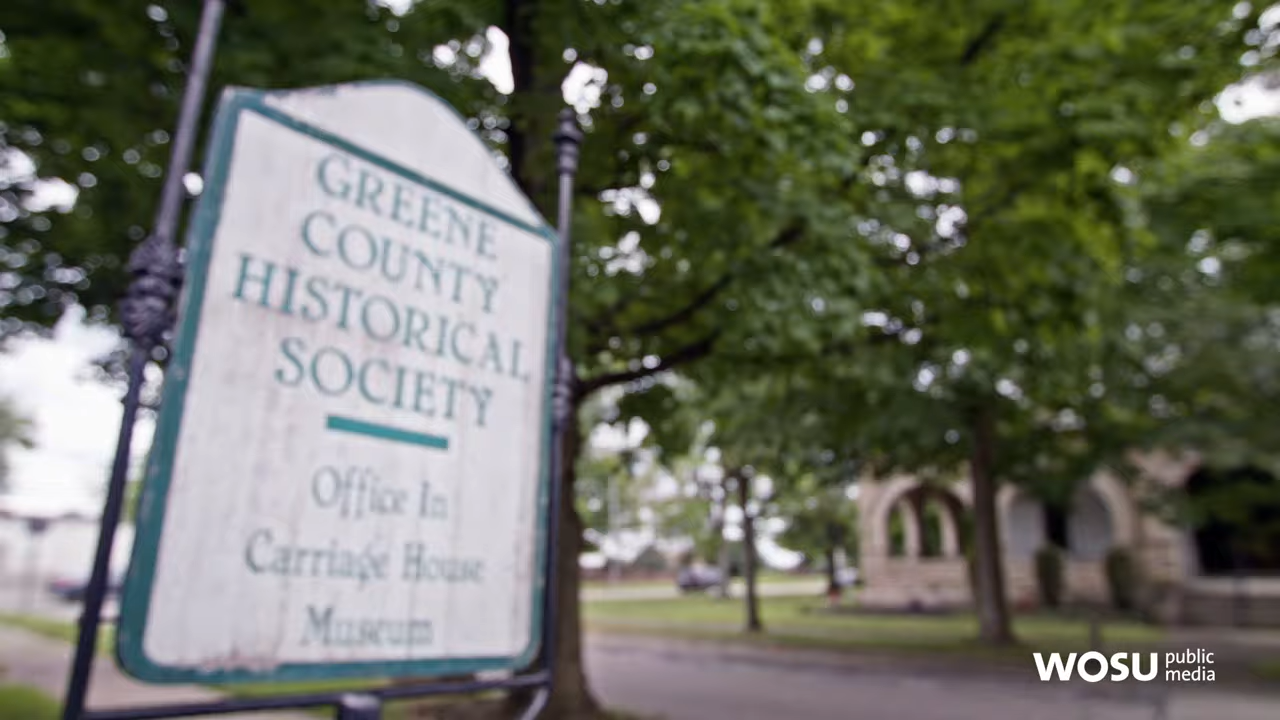 GREENE
COUNTY
HISTORICAL
SOCIETY
Office In
Carriage House
Museum
WOSU public
media